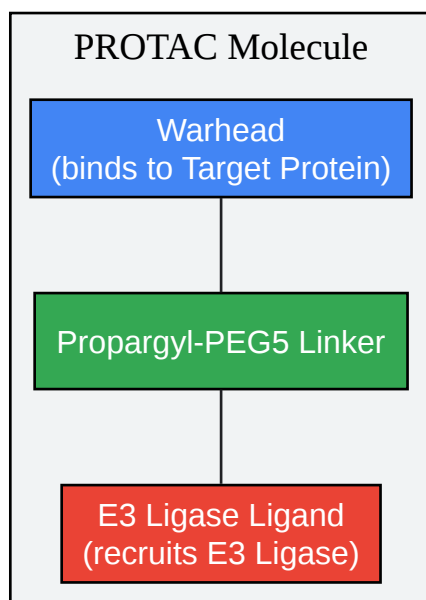 PROTAC Molecule
Warhead
(binds to Target Protein)
Propargyl-PEG5 Linker
E3 Ligase Ligand
(recruits E3 Ligase)